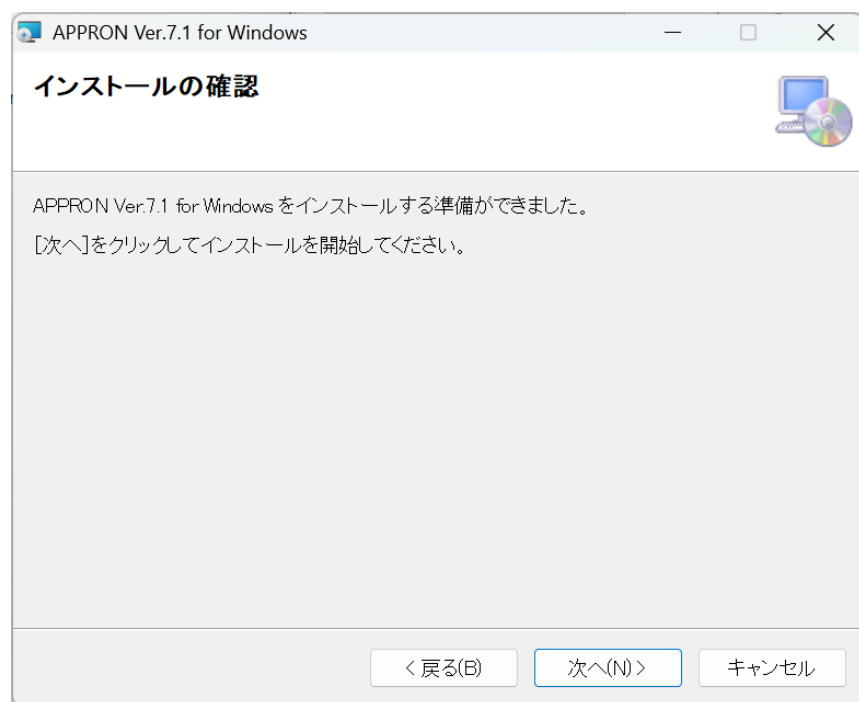 APPRON Ver.7.1 for Windows
インストールの確認
APPRON Ver.7.1 for Windows をインストールする準備ができました。
[次へ]をクリックしてインストールを開始してください。
< 戻る(B)
次へ(N) >
キャンセル